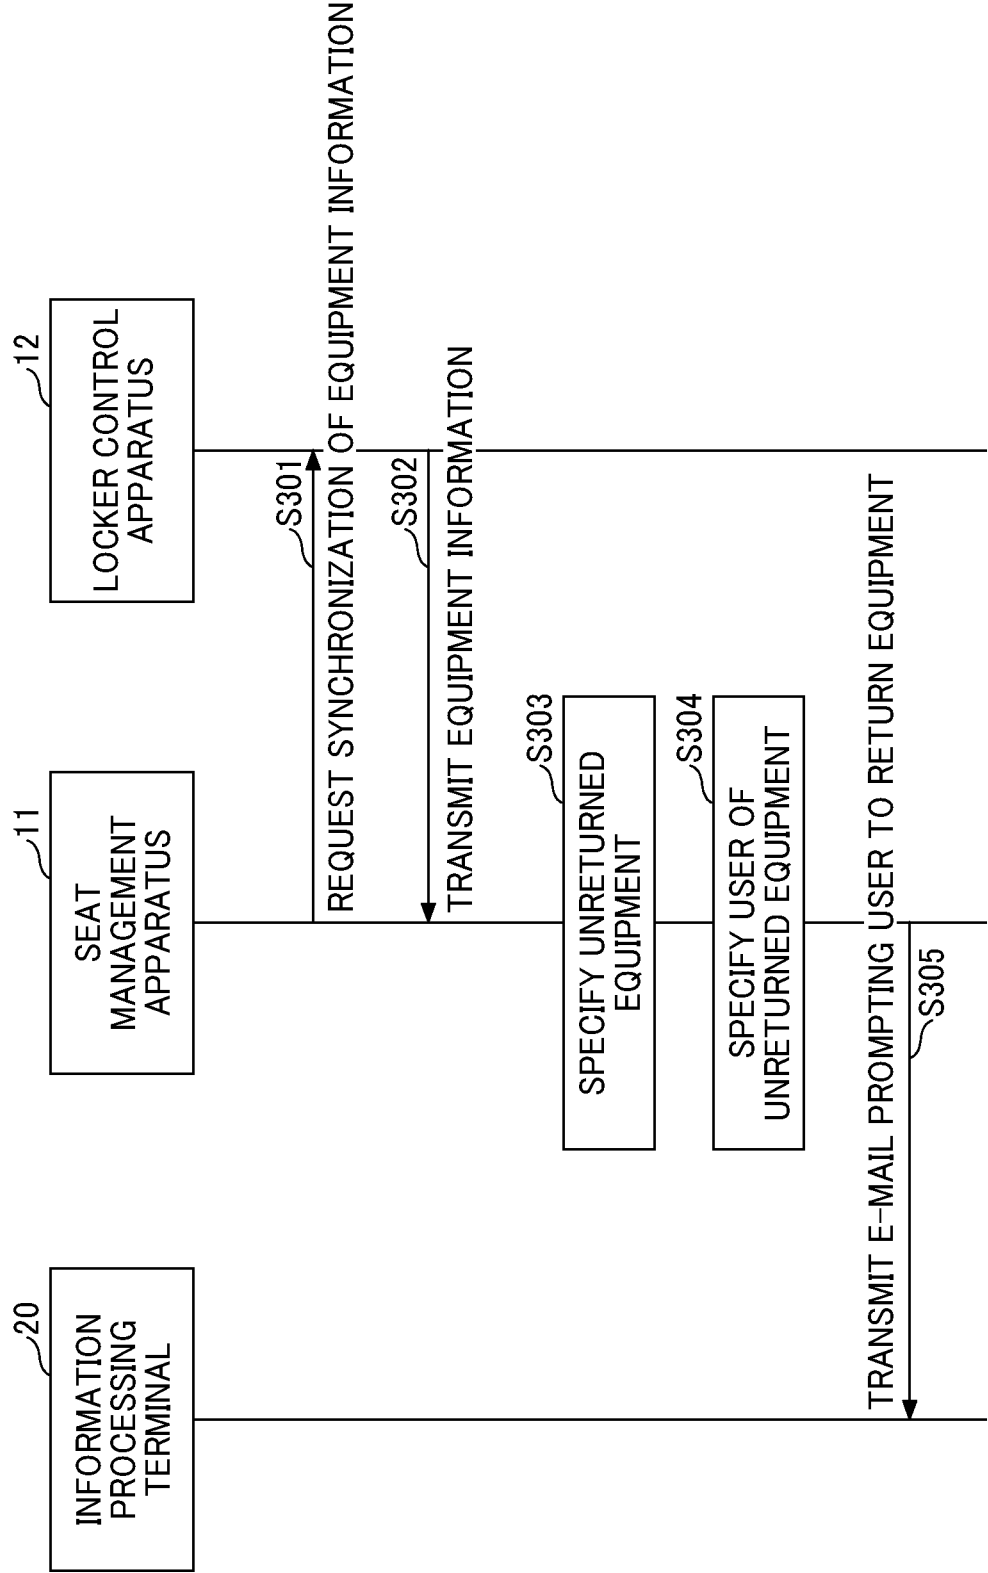 20
INFORMATION
PROCESSING
TERMINAL
11
SEAT
MANAGEMENT
APPARATUS
12
LOCKER CONTROL
APPARATUS
S301
REQUEST SYNCHRONIZATION OF EQUIPMENT INFORMATION
S302
TRANSMIT EQUIPMENT INFORMATION
S303
SPECIFY UNRETURNED
EQUIPMENT
S304
SPECIFY USER OF
UNRETURNED EQUIPMENT
TRANSMIT E-MAIL PROMPTING USER TO RETURN EQUIPMENT
S305